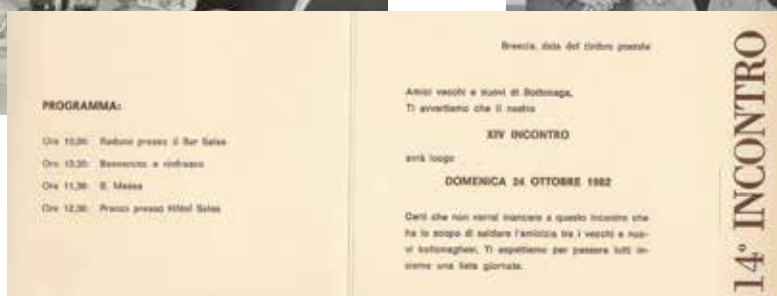 PROGRAMMA:
Ore 10,00: Raduno presso il Bar Salsa
Ore 10,30: Benvenuto e rinfresco
Ore 11,30: S. Messa
Ore 12,30: Pranzo presso Hôtel Salsa
Brescia, data del timbro postale
Amici vecchi e nuovi di Bottonaga,
Ti avvertiamo che il nostro
XIV INCONTRO
avrà luogo
DOMENICA 24 OTTOBRE 1982
Certi che non vorrai mancare a questo incontro che
ha lo scopo di saldare l'amicizia tra i vecchi e nuo-
vi bottonaghesi, Ti aspettiamo per passare tutti in-
sieme una lieta giornata.
14° INCONTRO